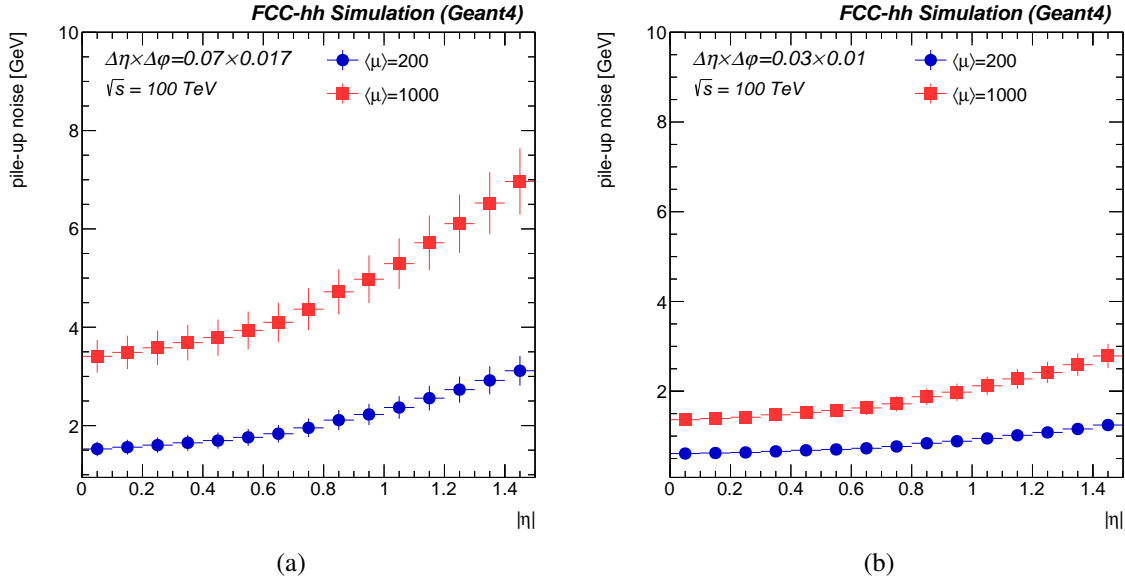 FCC-hh Simulation (Geant4)
pile-up noise [GeV]
10
8
6
4
2
Δη×Δφ=0.07×0.017
√s = 100 TeV
⟨μ⟩=200
⟨μ⟩=1000
0 0.2 0.4 0.6 0.8 1 1.2 1.4
|η|
(a)
FCC-hh Simulation (Geant4)
pile-up noise [GeV]
10
8
6
4
2
Δη×Δφ=0.03×0.01
√s = 100 TeV
⟨μ⟩=200
⟨μ⟩=1000
0 0.2 0.4 0.6 0.8 1 1.2 1.4
|η|
(b)